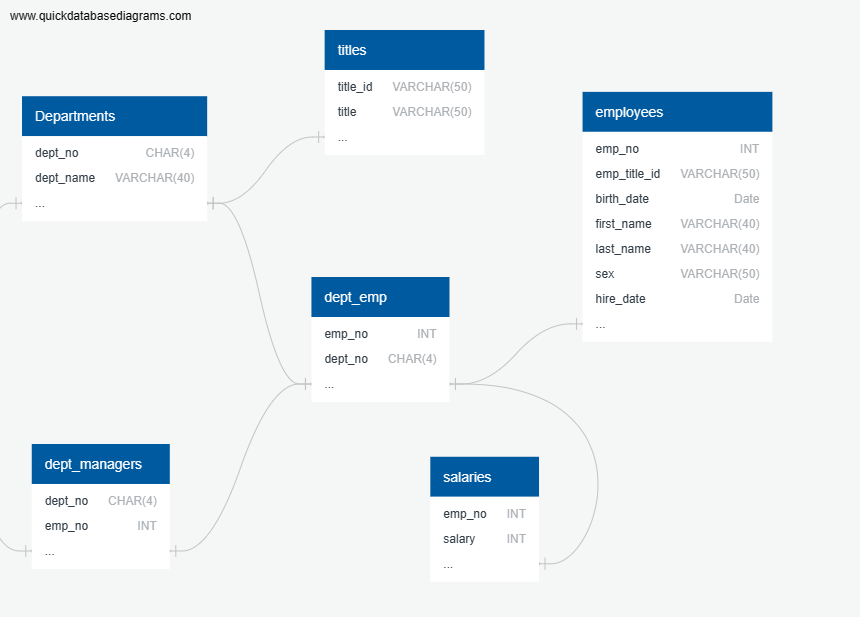 www.quickdatabasediagrams.com
titles
title_id VARCHAR(50)
title VARCHAR(50)
...
Departments
dept_no CHAR(4)
dept_name VARCHAR(40)
...
employees
emp_no INT
emp_title_id VARCHAR(50)
birth_date Date
first_name VARCHAR(40)
last_name VARCHAR(40)
sex VARCHAR(50)
hire_date Date
...
dept_emp
emp_no INT
dept_no CHAR(4)
...
dept_managers
dept_no CHAR(4)
emp_no INT
...
salaries
emp_no INT
salary INT
...